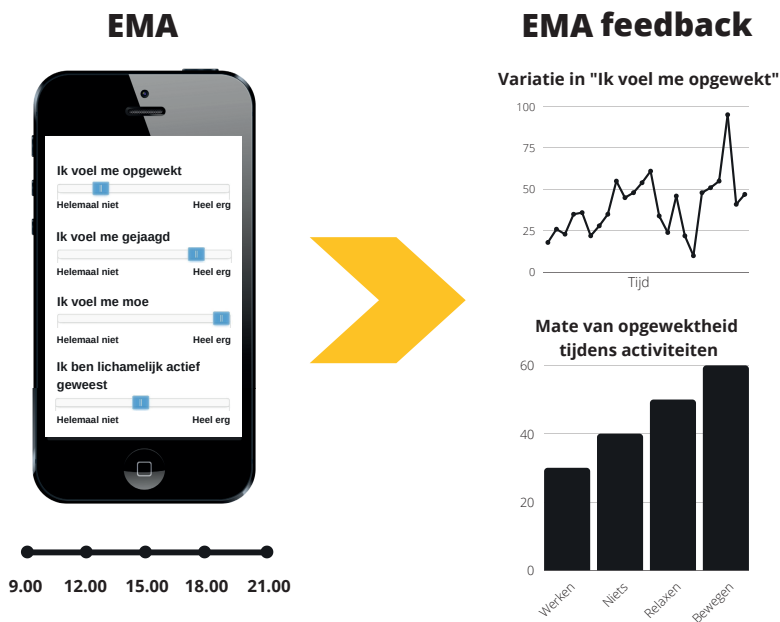 EMA
Ik voel me opgewekt
Helemaal niet Heel erg
Ik voel me gejaagd
Helemaal niet Heel erg
Ik voel me moe
Helemaal niet Heel erg
Ik ben lichamelijk actief
geweest
Helemaal niet Heel erg
9.00 12.00 15.00 18.00 21.00
EMA feedback
Variatie in "Ik voel me opgewekt"
100
75
50
25
0
Tijd
Mate van opgewektheid
tijdens activiteiten
60
40
20
0
Werken Niets Relaxen Bewegen